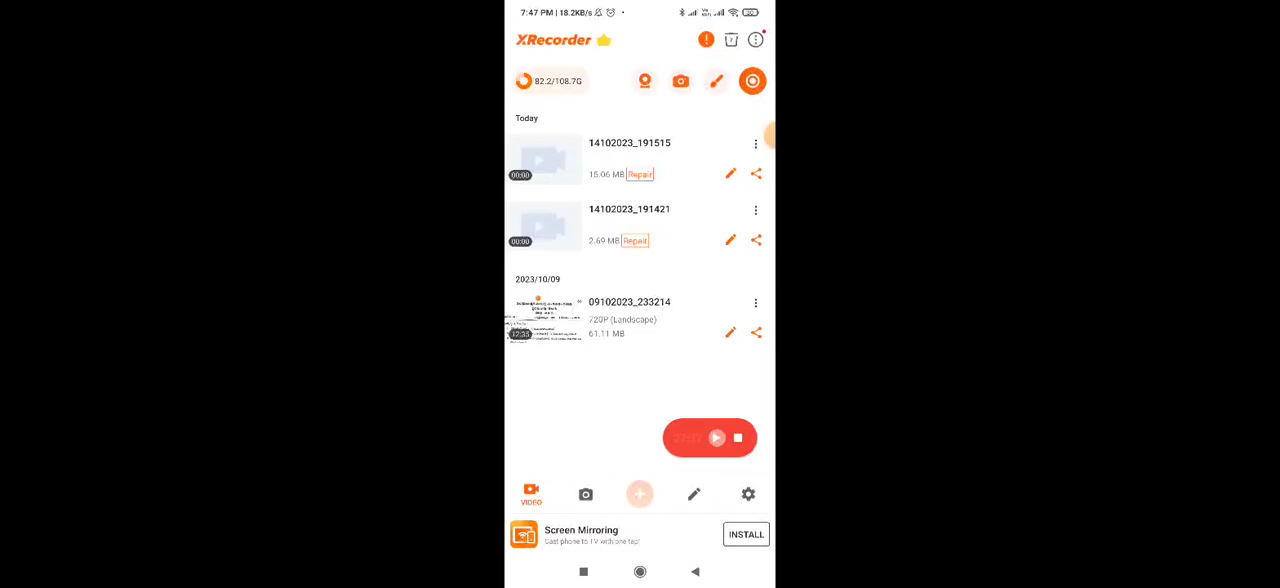 7:47 PM | 18.2KB/s
XRecorder
82.2/108.7G
Today
14102023_191515
00:00
15.06 MB Repair
14102023_191421
00:00
2.69 MB Repair
2023/10/09
09102023_233214
720P (Landscape)
12:35
61.11 MB
VIDEO
Screen Mirroring
Cast phone to TV with one tap!
INSTALL